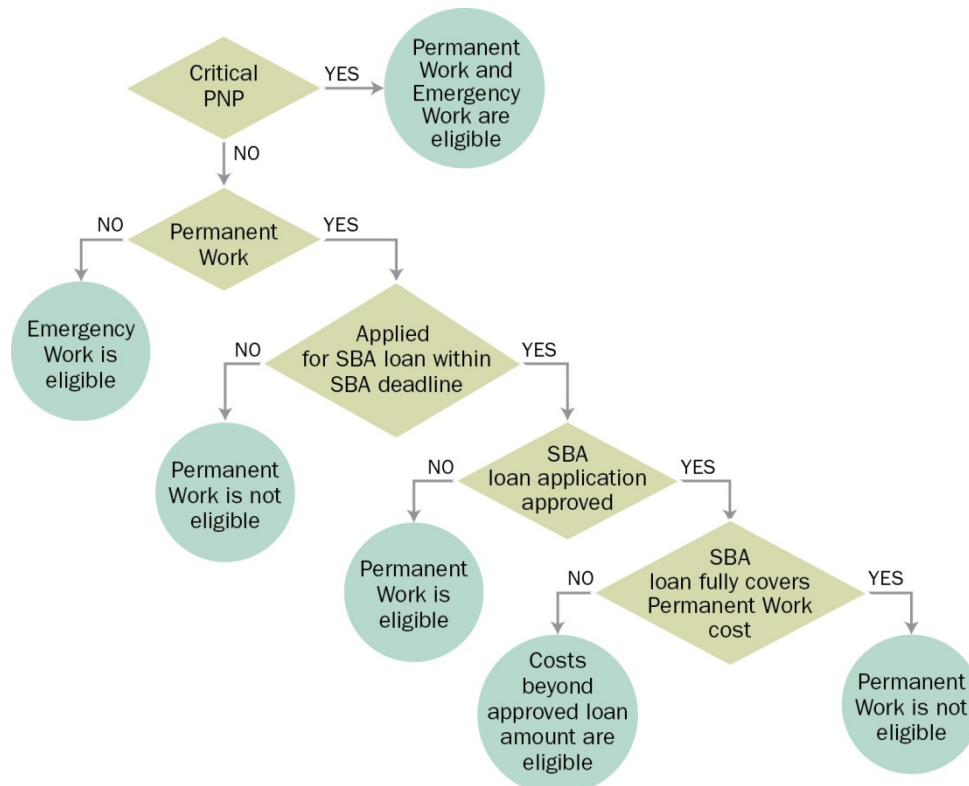 Critical
PNP
YES
Permanent
Work and
Emergency
Work are
eligible
NO
NO
Permanent
Work
YES
Emergency
Work is
eligible
NO
Applied
for SBA loan within
SBA deadline
YES
Permanent
Work is not
eligible
NO
SBA
loan application
approved
YES
Permanent
Work is
eligible
NO
SBA
loan fully covers
Permanent Work
cost
YES
Costs
beyond
approved loan
amount are
eligible
Permanent
Work is not
eligible